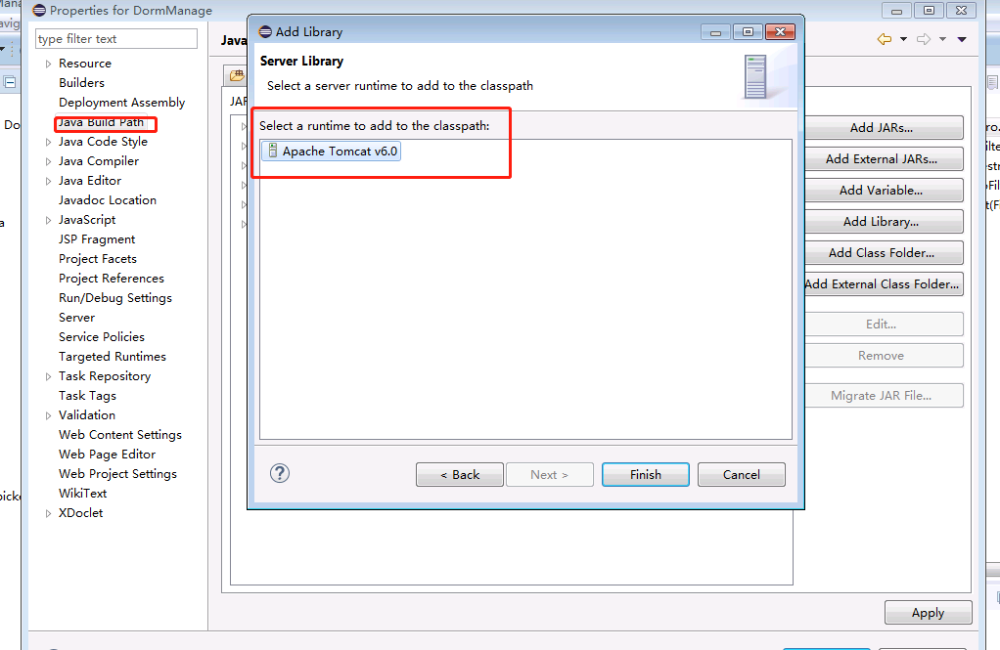 Properties for DormManage
type filter text
Resource
Builders
Deployment Assembly
Java Build Path
Java Code Style
Java Compiler
Java Editor
Javadoc Location
JavaScript
JSP Fragment
Project Facets
Project References
Run/Debug Settings
Server
Service Policies
Targeted Runtimes
Task Repository
Task Tags
Validation
Web Content Settings
Web Page Editor
Web Project Settings
WikiText
XDoclet
Java
JAR
Add Library
Server Library
Select a server runtime to add to the classpath
Select a runtime to add to the classpath:
Apache Tomcat v6.0
< Back
Next >
Finish
Cancel
Add JARs...
Add External JARs...
Add Variable...
Add Library...
Add Class Folder...
Add External Class Folder...
Edit...
Remove
Migrate JAR File...
Apply